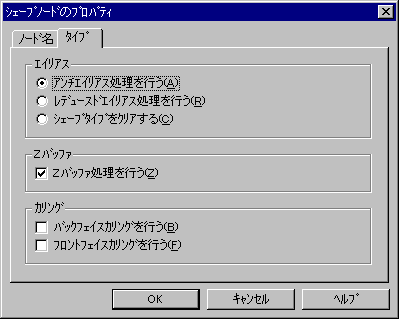 ｼｪｰﾌﾟﾉｰﾄﾞのﾌﾟﾛﾊﾟﾃｨ
ﾉｰﾄﾞ名 ﾀｲﾌﾟ
ｴｲﾘｱｽ
ｱﾝﾁｴｲﾘｱｽ処理を行う(A)
ﾚﾃﾞｭｰｽﾄﾞｴｲﾘｱｽ処理を行う(R)
ｼｪｰﾌﾟﾀｲﾌﾟをｸﾘｱする(C)
Ｚﾊﾞｯﾌｧ
Ｚﾊﾞｯﾌｧ処理を行う(Z)
ｶﾘﾝｸﾞ
ﾊﾞｯｸﾌｪｲｽｶﾘﾝｸﾞを行う(B)
ﾌﾛﾝﾄﾌｪｲｽｶﾘﾝｸﾞを行う(F)
OK ｷｬﾝｾﾙ ﾍﾙﾌﾟ